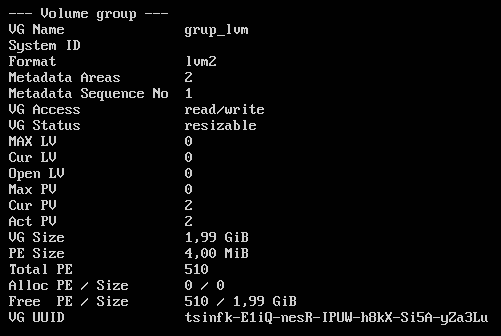 --- Volume group ---
VG Name grup_lvm
System ID
Format lvm2
Metadata Areas 2
Metadata Sequence No 1
VG Access read/write
VG Status resizable
MAX LV 0
Cur LV 0
Open LV 0
Max PV 0
Cur PV 2
Act PV 2
VG Size 1,99 GiB
PE Size 4,00 MiB
Total PE 510
Alloc PE / Size 0 / 0
Free PE / Size 510 / 1,99 GiB
VG UUID tsinfk-E1iQ-nesR-IPUW-h8kX-Si5A-yZa3Lu